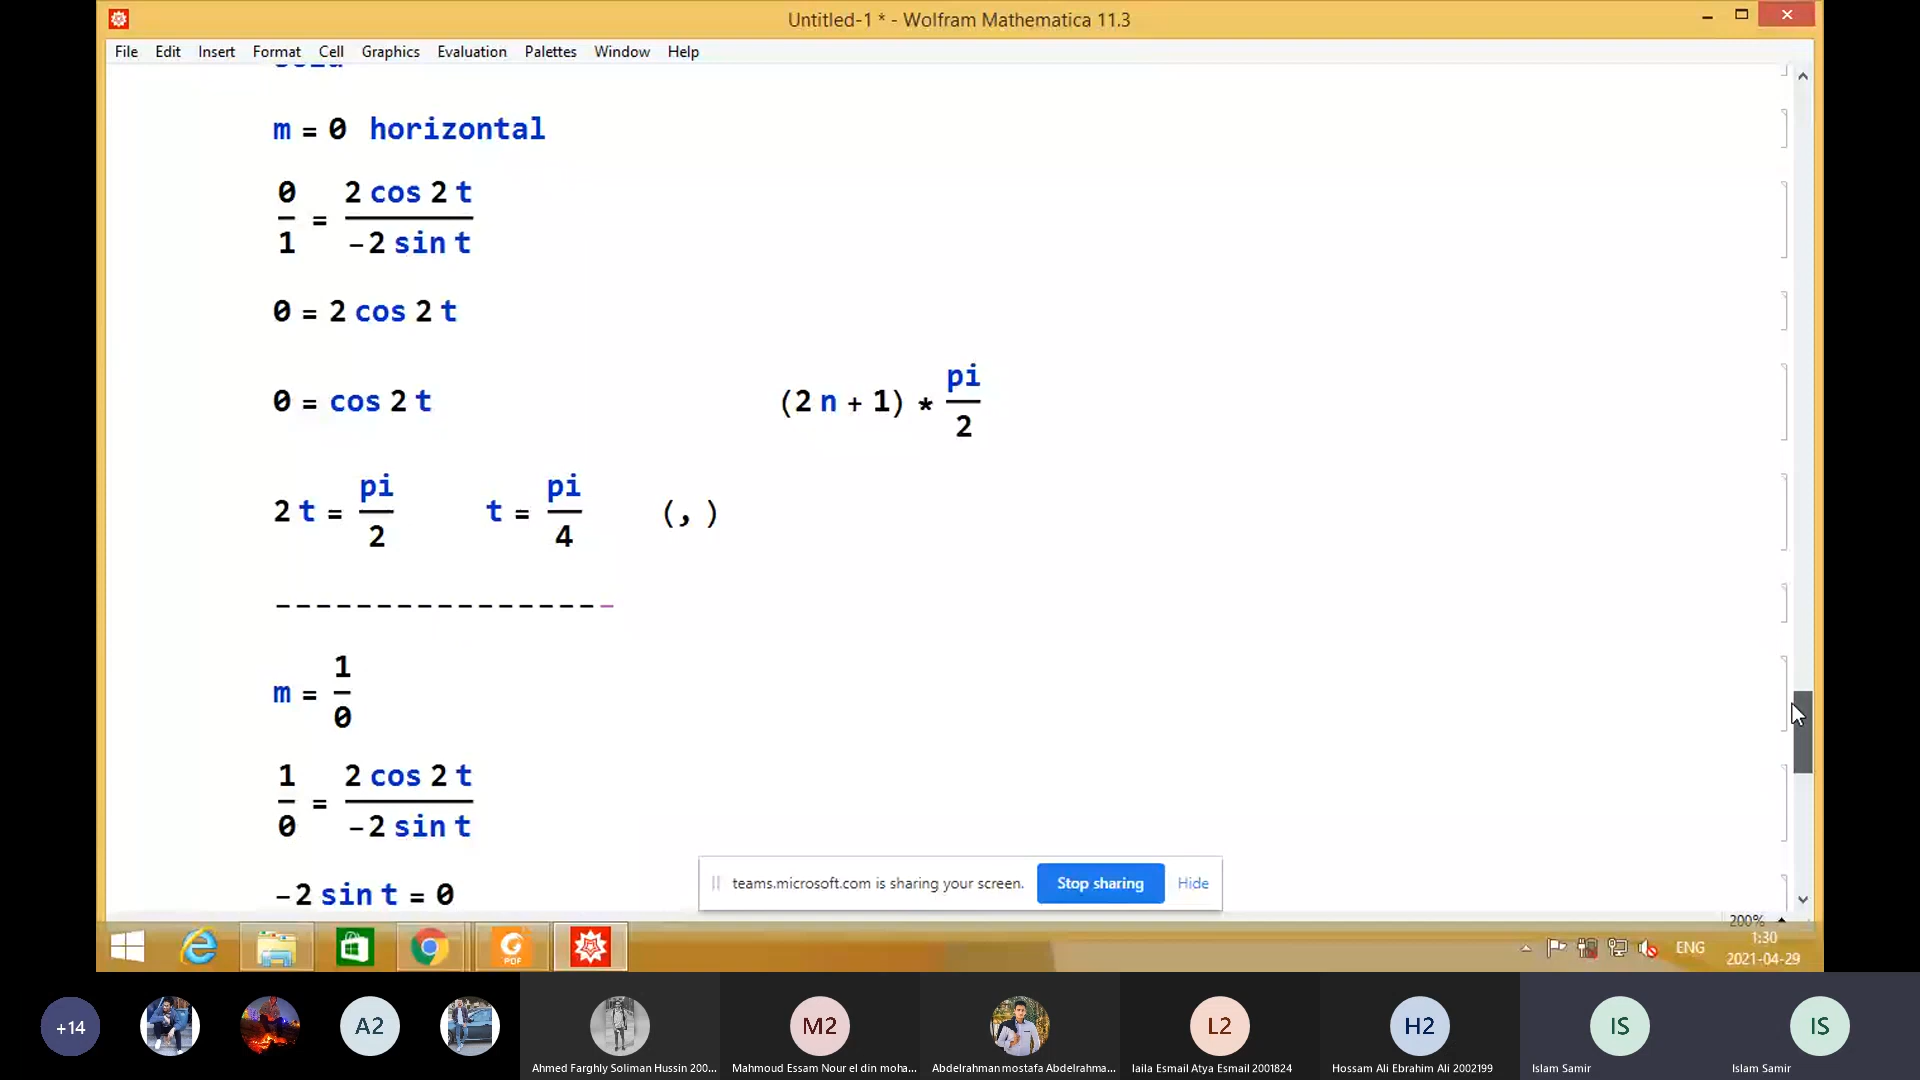 Untitled-1 * - Wolfram Mathematica 11.3
File Edit Insert Format Cell Graphics Evaluation Palettes Window Help
m = 0 horizontal
0/1 = 2 cos 2 t / -2 sin t
0 = 2 cos 2 t
0 = cos 2 t (2 n + 1) * pi/2
2 t = pi/2 t = pi/4 (, )
-----------------
m = 1/0
1/0 = 2 cos 2 t / -2 sin t
-2 sin t = 0
teams.microsoft.com is sharing your screen. Stop sharing Hide
200%
PDF
ENG
1:30
2021-04-29
+14 A2 M2 L2 H2 IS IS
Ahmed Farghly Soliman Hussin 200... Mahmoud Essam Nour el din moha... Abdelrahman mostafa Abdelrahma... laila Esmail Atya Esmail 2001824 Hossam Ali Ebrahim Ali 2002199 Islam Samir Islam Samir